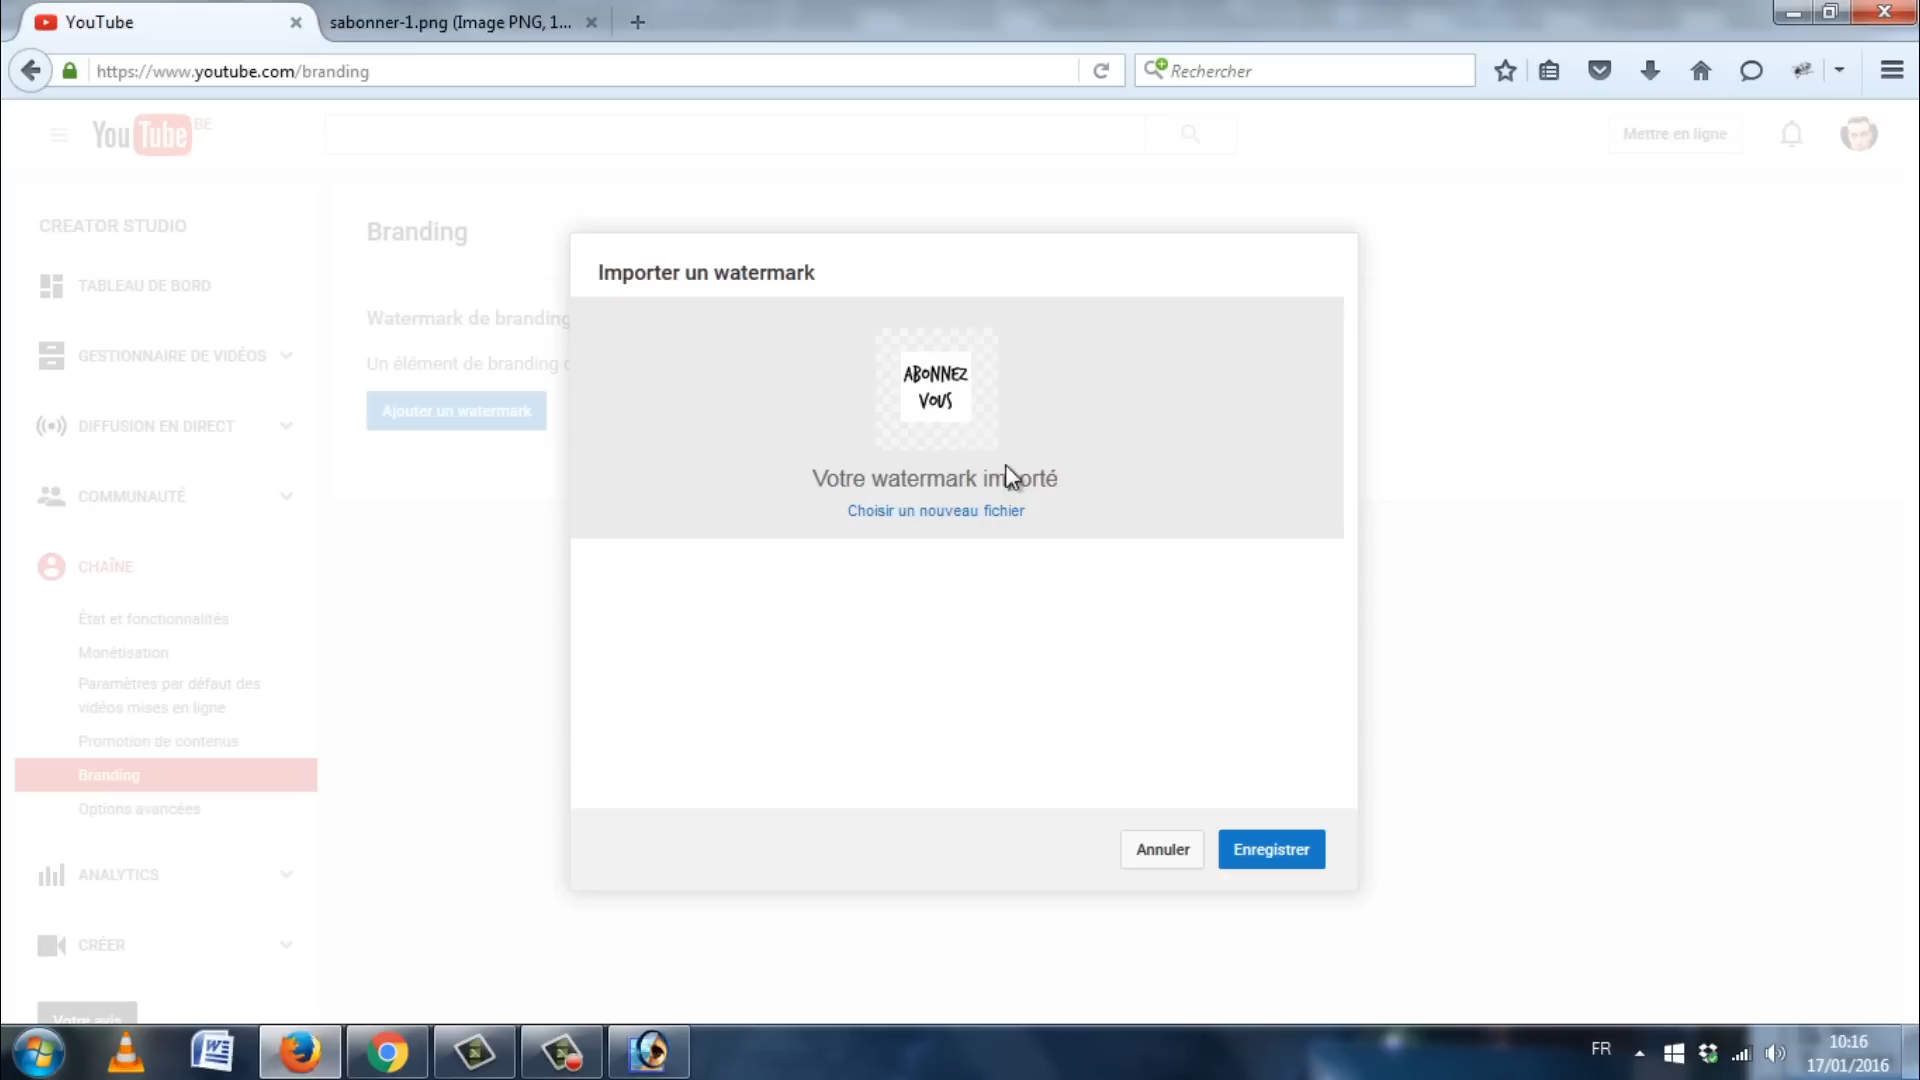 YouTube
sabonner-1.png (Image PNG, 1...
https://www.youtube.com/branding
Rechercher
YouTube BE
Mettre en ligne
CREATOR STUDIO
TABLEAU DE BORD
GESTIONNAIRE DE VIDÉOS
DIFFUSION EN DIRECT
COMMUNAUTÉ
CHAÎNE
État et fonctionnalités
Monétisation
Paramètres par défaut des
vidéos mises en ligne
Promotion de contenus
Branding
Options avancées
ANALYTICS
CRÉER
Votre avis
Branding
Watermark de branding
Un élément de branding
Ajouter un watermark
Importer un watermark
ABONNEZ
VOUS
Votre watermark importé
Choisir un nouveau fichier
Annuler
Enregistrer
FR
10:16
17/01/2016